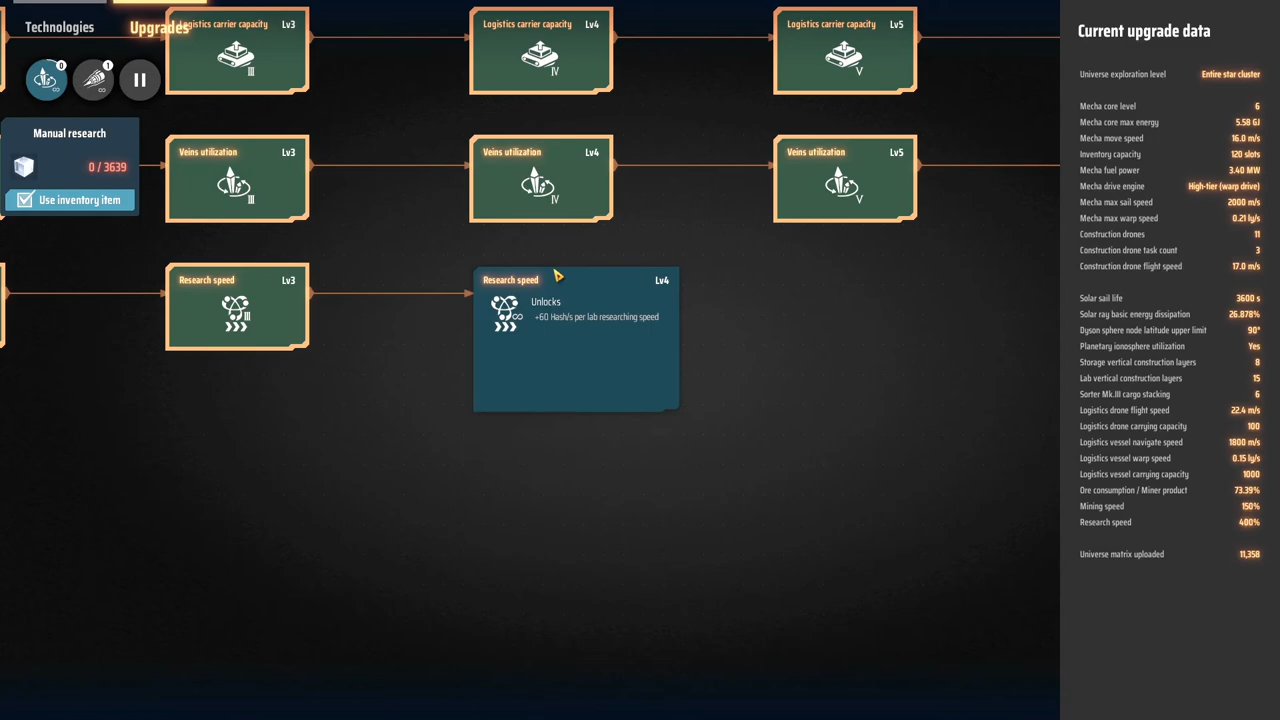 Technologies
Upgrades
0
∞
1
∞
Manual research
0 / 3639
Use inventory item
Logistics carrier capacity Lv3
III
Logistics carrier capacity Lv4
IV
Logistics carrier capacity Lv5
V
Veins utilization Lv3
III
Veins utilization Lv4
IV
Veins utilization Lv5
V
Research speed Lv3
III
Research speed Lv4
∞
Unlocks
+60 Hash/s per lab researching speed
Current upgrade data
Universe exploration level Entire star cluster
Mecha core level 6
Mecha core max energy 5.58 GJ
Mecha move speed 16.0 m/s
Inventory capacity 120 slots
Mecha fuel power 3.40 MW
Mecha drive engine High-tier (warp drive)
Mecha max sail speed 2000 m/s
Mecha max warp speed 0.21 ly/s
Construction drones 11
Construction drone task count 3
Construction drone flight speed 17.0 m/s
Solar sail life 3600 s
Solar ray basic energy dissipation 26.878%
Dyson sphere node latitude upper limit 90°
Planetary ionosphere utilization Yes
Storage vertical construction layers 8
Lab vertical construction layers 15
Sorter Mk.III cargo stacking 6
Logistics drone flight speed 22.4 m/s
Logistics drone carrying capacity 100
Logistics vessel navigate speed 1800 m/s
Logistics vessel warp speed 0.15 ly/s
Logistics vessel carrying capacity 1000
Ore consumption / Miner product 73.39%
Mining speed 150%
Research speed 400%
Universe matrix uploaded 11,358